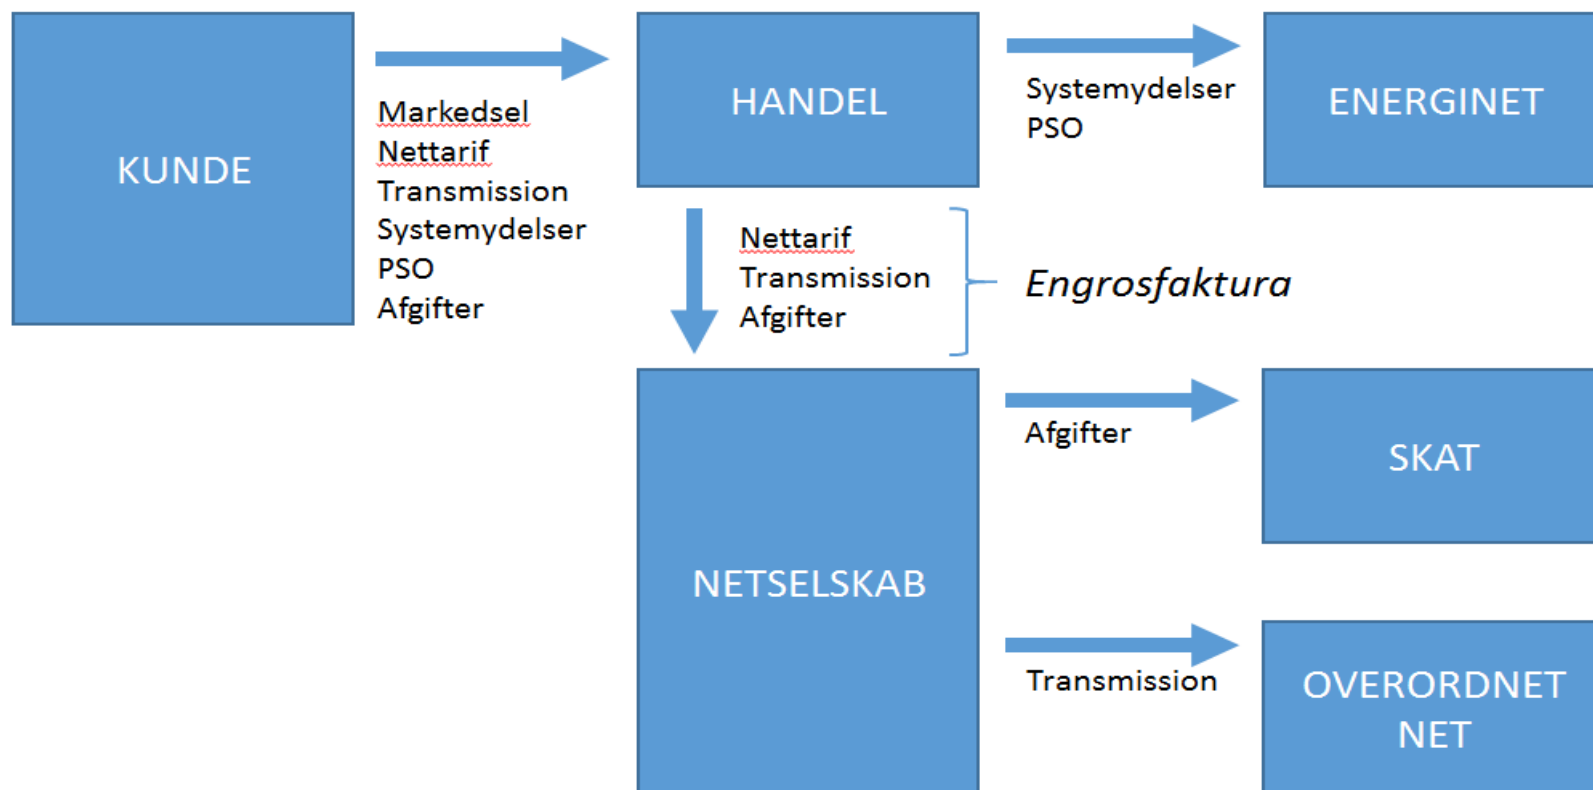 KUNDE
Markedsel
Nettarif
Transmission
Systemydelser
PSO
Afgifter
HANDEL
Systemydelser
PSO
ENERGINET
Nettarif
Transmission
Afgifter
Engrosfaktura
NETSELSKAB
Afgifter
SKAT
Transmission
OVERORDNET
NET